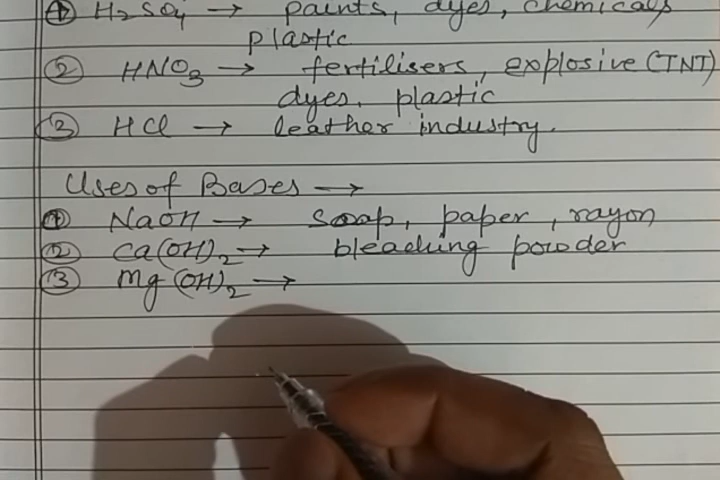 ① H₂SO₄ → paints, dyes, chemicals
plastic
② HNO₃ → fertilisers, explosive (TNT)
dyes, plastic
③ HCl → leather industry.
Uses of Bases →
① NaOH → soap, paper, rayon
② Ca(OH)₂ → bleaching powder
③ Mg(OH)₂ →